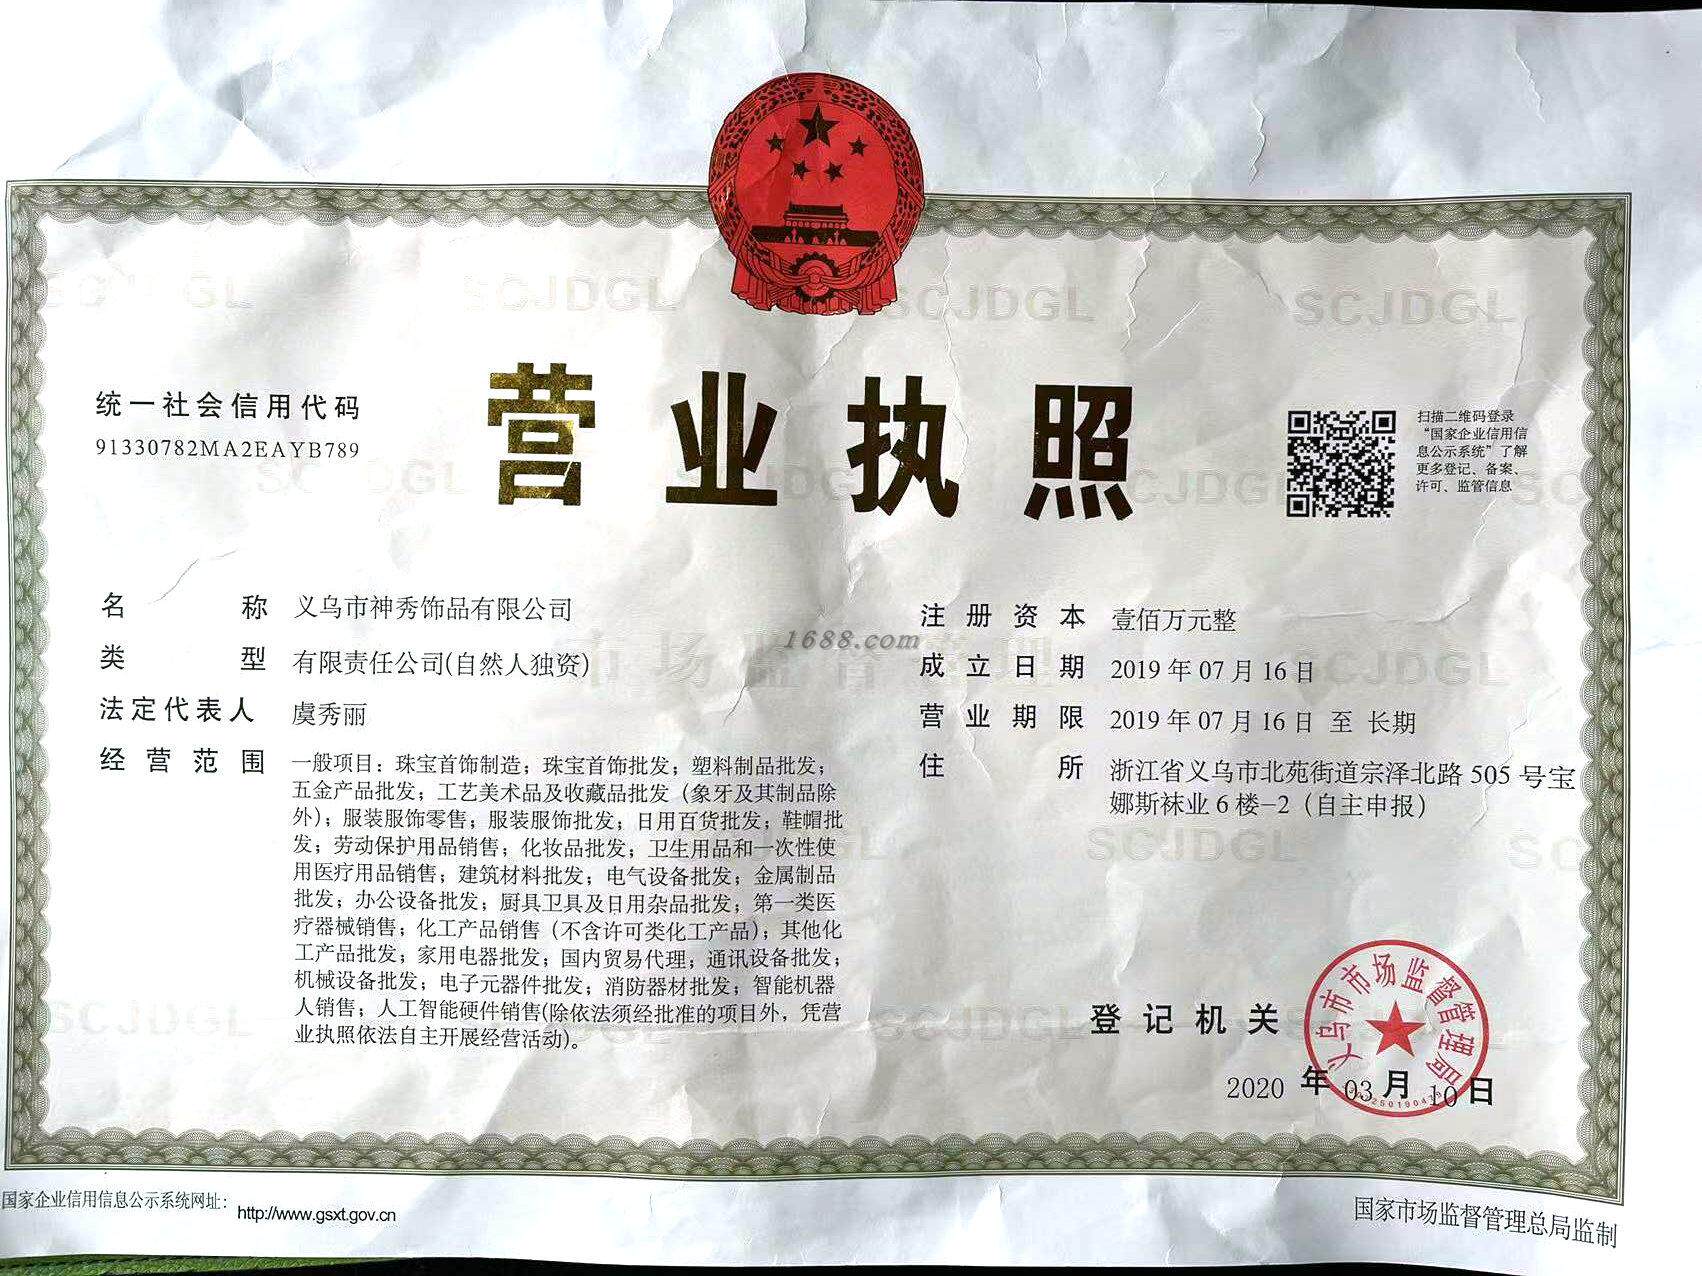 统一社会信用代码
91330782MA2EAYB789
营业执照
扫描二维码登录
“国家企业信用信
息公示系统”了解
更多登记、备案、
许可、监管信息
名称 义乌市神秀饰品有限公司
类型 有限责任公司(自然人独资)
法定代表人 虞秀丽
经营范围 一般项目：珠宝首饰制造；珠宝首饰批发；塑料制品批发；
五金产品批发；工艺美术品及收藏品批发（象牙及其制品除
外）；服装服饰零售；服装服饰批发；日用百货批发；鞋帽批
发；劳动保护用品销售；化妆品批发；卫生用品和一次性使
用医疗用品销售；建筑材料批发；电气设备批发；金属制品
批发；办公设备批发；厨具卫具及日用杂品批发；第一类医
疗器械销售；化工产品销售（不含许可类化工产品）；其他化
工产品批发；家用电器批发；国内贸易代理；通讯设备批发；
机械设备批发；电子元器件批发；消防器材批发；智能机器
人销售；人工智能硬件销售(除依法须经批准的项目外，凭营
业执照依法自主开展经营活动)。
注册资本 壹佰万元整
成立日期 2019年07月16日
营业期限 2019年07月16日 至 长期
住所 浙江省义乌市北苑街道宗泽北路505号宝
娜斯袜业6楼-2（自主申报）
1688.com
市场监督管理
SCJDGL
登记机关
义乌市市场监督管理局
2020年03月10日
国家企业信用信息公示系统网址：http://www.gsxt.gov.cn
国家市场监督管理总局监制